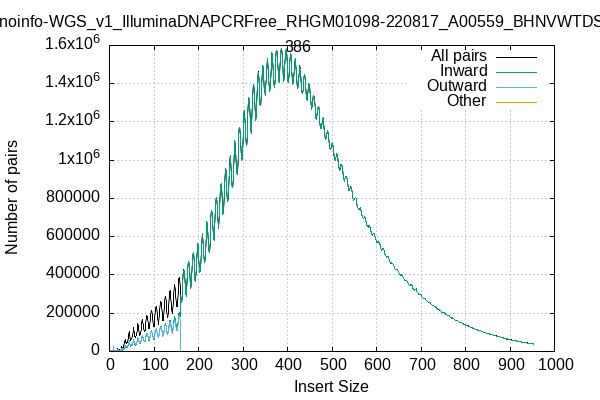 noinfo-WGS_v1_IlluminaDNAPCRFree_RHGM01098-220817_A00559_BHNVWTDS
1.6x10^6
1.4x10^6
1.2x10^6
1x10^6
800000
600000
400000
200000
0
Number of pairs
386
All pairs
Inward
Outward
Other
0 100 200 300 400 500 600 700 800 900 1000
Insert Size